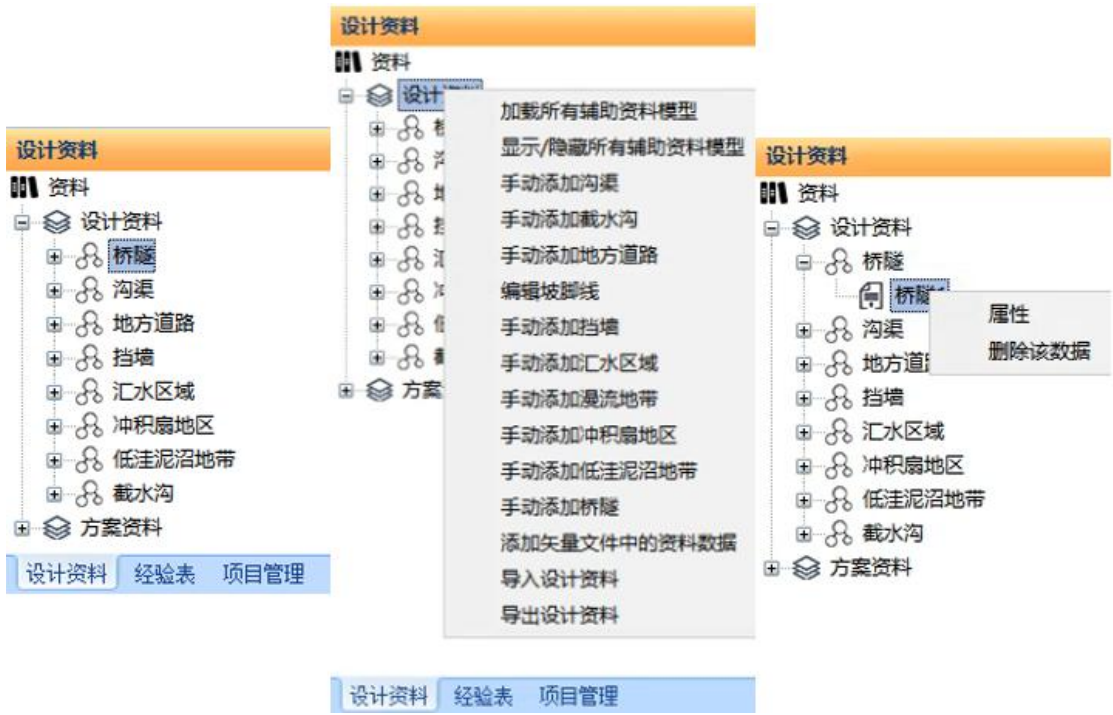 设计资料
资料
设计资料
桥隧
沟渠
地方道路
挡墙
汇水区域
冲积扇地区
低洼泥沼地带
截水沟
方案资料
设计资料 经验表 项目管理
设计资料
资料
设计
方案
加载所有辅助资料模型
显示/隐藏所有辅助资料模型
手动添加沟渠
手动添加截水沟
手动添加地方道路
编辑坡脚线
手动添加挡墙
手动添加汇水区域
手动添加漫流地带
手动添加冲积扇地区
手动添加低洼泥沼地带
手动添加桥隧
添加矢量文件中的资料数据
导入设计资料
导出设计资料
设计资料 经验表 项目管理
设计资料
资料
设计资料
桥隧
桥隧
属性
删除该数据
沟渠
地方道
挡墙
汇水区域
冲积扇地区
低洼泥沼地带
截水沟
方案资料